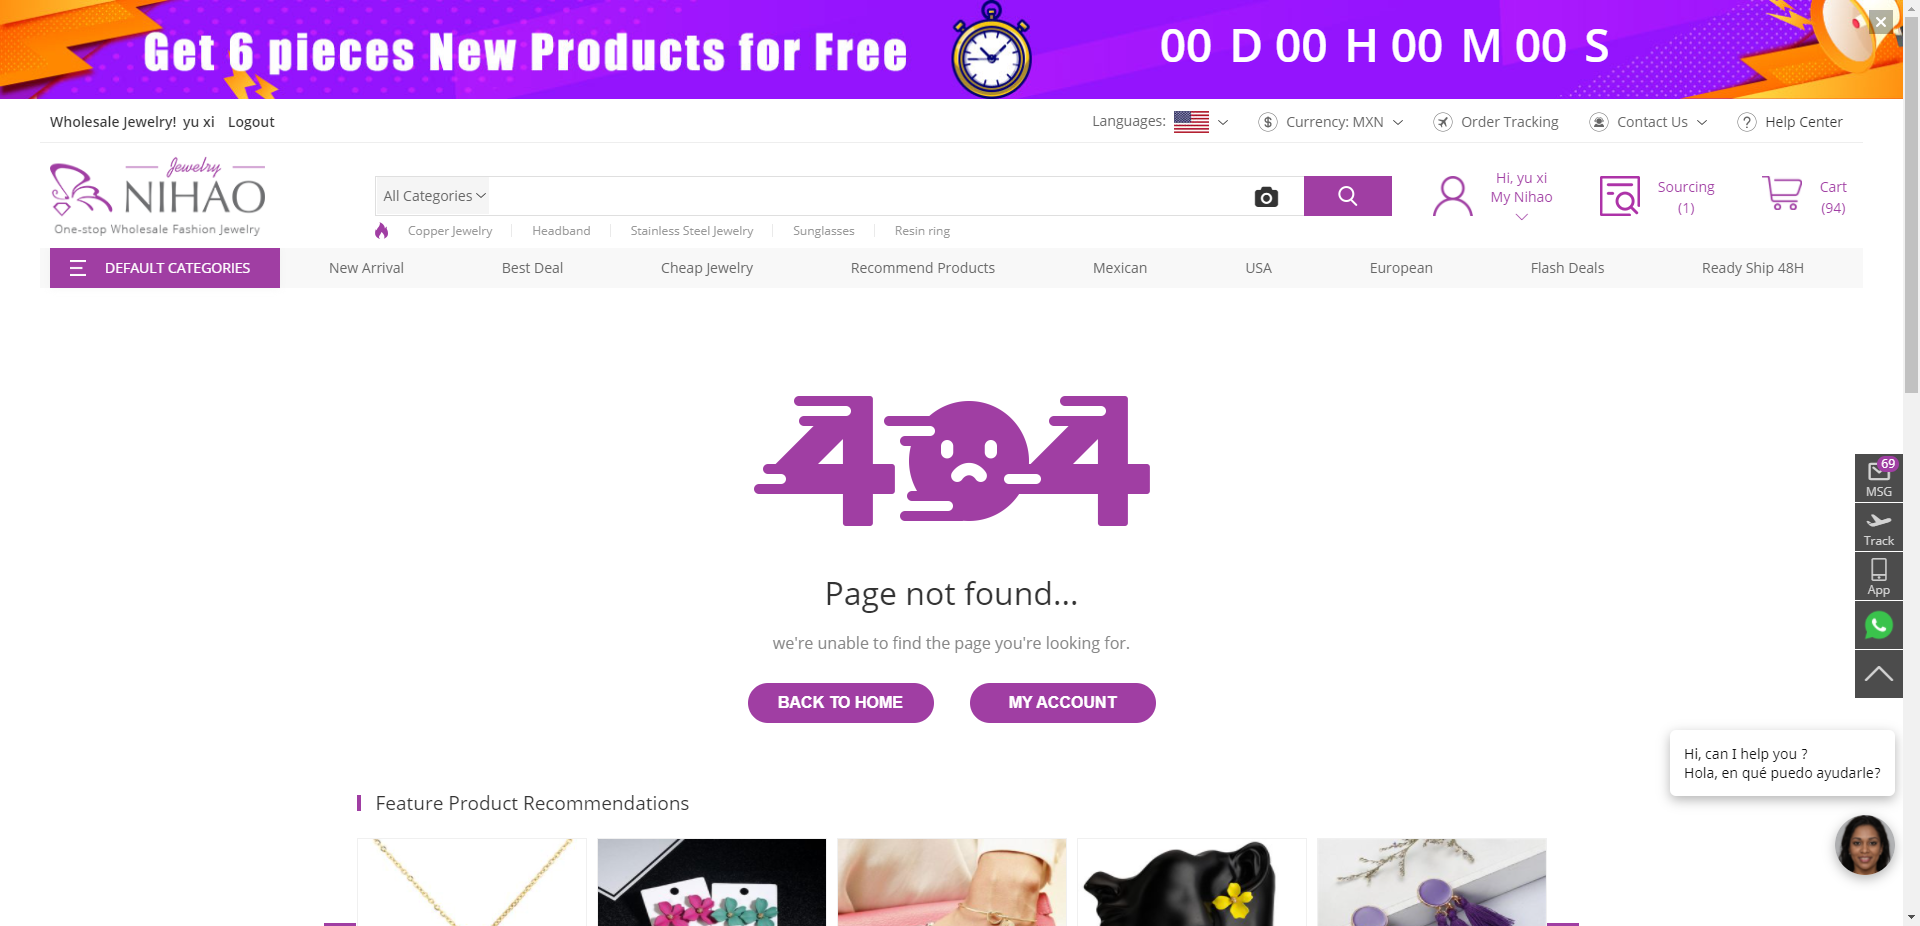 Get 6 pieces New Products for Free
00 D 00 H 00 M 00 S
Wholesale Jewelry! yu xi Logout
Languages:
Currency: MXN
Order Tracking
Contact Us
Help Center
Jewelry
NIHAO
One-stop Wholesale Fashion Jewelry
All Categories
Hi, yu xi
My Nihao
Sourcing
(1)
Cart
(94)
Copper Jewelry
Headband
Stainless Steel Jewelry
Sunglasses
Resin ring
DEFAULT CATEGORIES
New Arrival
Best Deal
Cheap Jewelry
Recommend Products
Mexican
USA
European
Flash Deals
Ready Ship 48H
404
Page not found...
we're unable to find the page you're looking for.
BACK TO HOME
MY ACCOUNT
69
MSG
Track
App
Hi, can I help you ?
Hola, en qué puedo ayudarle?
Feature Product Recommendations